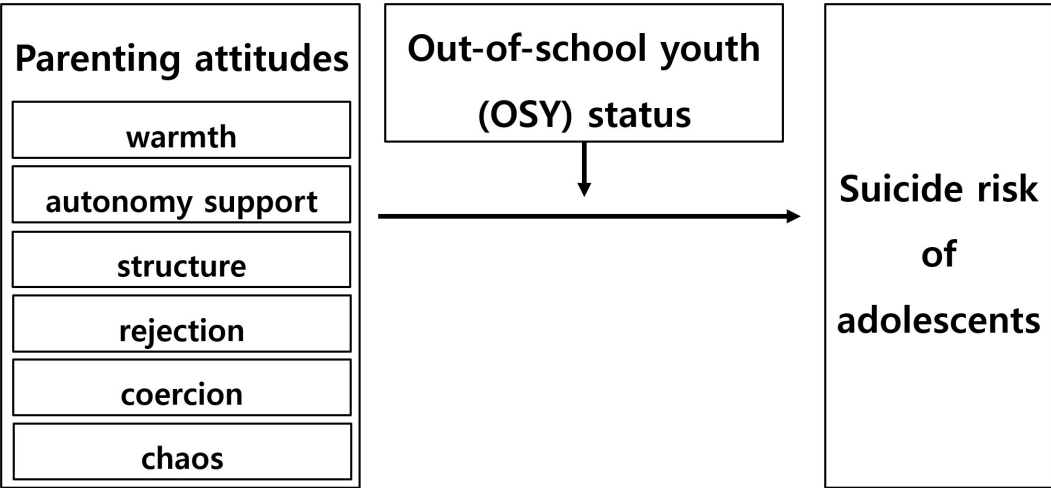 Parenting attitudes
warmth
autonomy support
structure
rejection
coercion
chaos
Out-of-school youth
(OSY) status
Suicide risk
of
adolescents